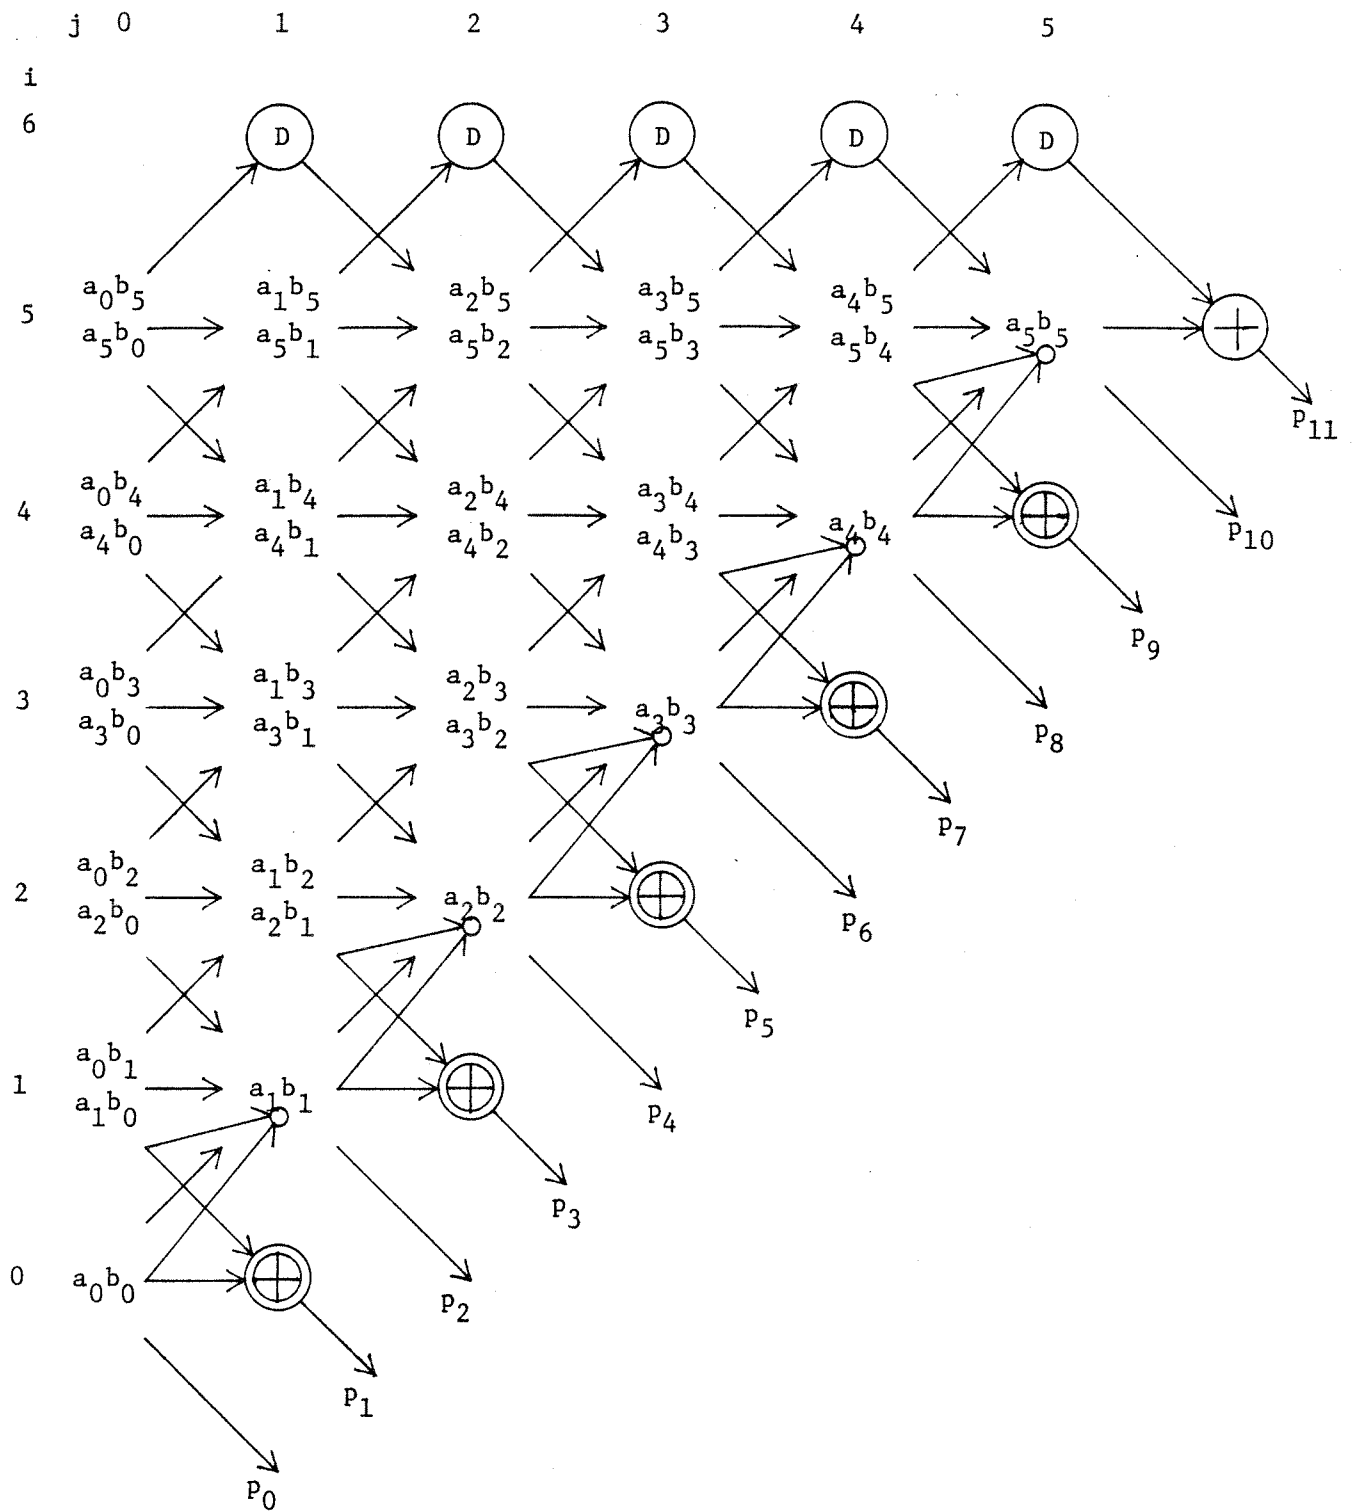 j 0 1 2 3 4 5
i
6 D D D D D
a₀b₅ a₁b₅ a₂b₅ a₃b₅ a₄b₅
5 a₅b₀ a₅b₁ a₅b₂ a₅b₃ a₅b₄ a₅b₅ +
p₁₁
a₀b₄ a₁b₄ a₂b₄ a₃b₄
4 a₄b₀ a₄b₁ a₄b₂ a₄b₃ a₄b₄ + p₁₀
p₉
a₀b₃ a₁b₃ a₂b₃
3 a₃b₀ a₃b₁ a₃b₂ a₃b₃ + p₈
p₇
a₀b₂ a₁b₂
2 a₂b₀ a₂b₁ a₂b₂ + p₆
p₅
a₀b₁
1 a₁b₀ a₁b₁ + p₄
p₃
0 a₀b₀ + p₂
p₁
p₀